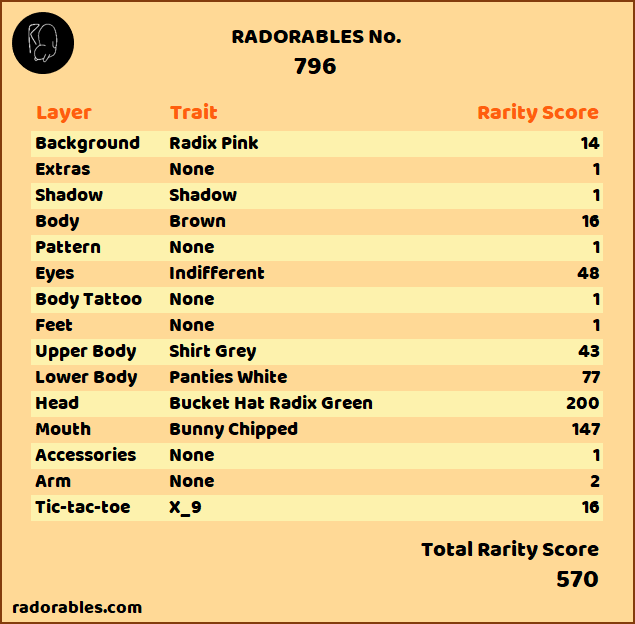 RADORABLES No.
796
Layer Trait Rarity Score
Background Radix Pink 14
Extras None 1
Shadow Shadow 1
Body Brown 16
Pattern None 1
Eyes Indifferent 48
Body Tattoo None 1
Feet None 1
Upper Body Shirt Grey 43
Lower Body Panties White 77
Head Bucket Hat Radix Green 200
Mouth Bunny Chipped 147
Accessories None 1
Arm None 2
Tic-tac-toe X_9 16
Total Rarity Score
570
radorables.com